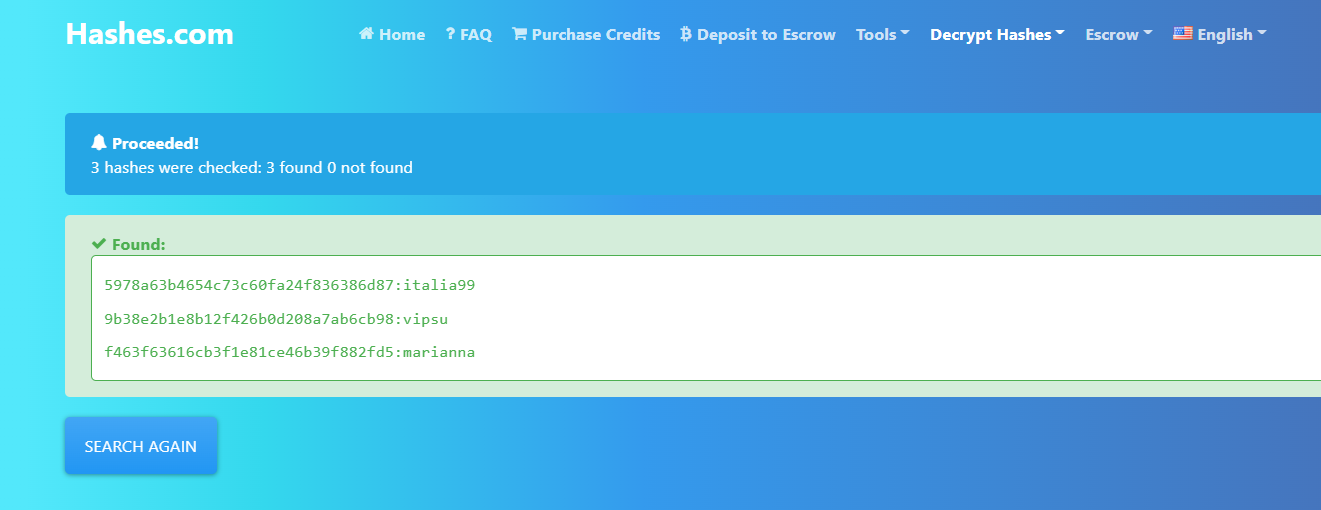 Hashes.com
Home ? FAQ Purchase Credits Deposit to Escrow Tools Decrypt Hashes Escrow English
Proceeded!
3 hashes were checked: 3 found 0 not found
Found:
5978a63b4654c73c60fa24f836386d87:italia99
9b38e2b1e8b12f426b0d208a7ab6cb98:vipsu
f463f63616cb3f1e81ce46b39f882fd5:marianna
SEARCH AGAIN